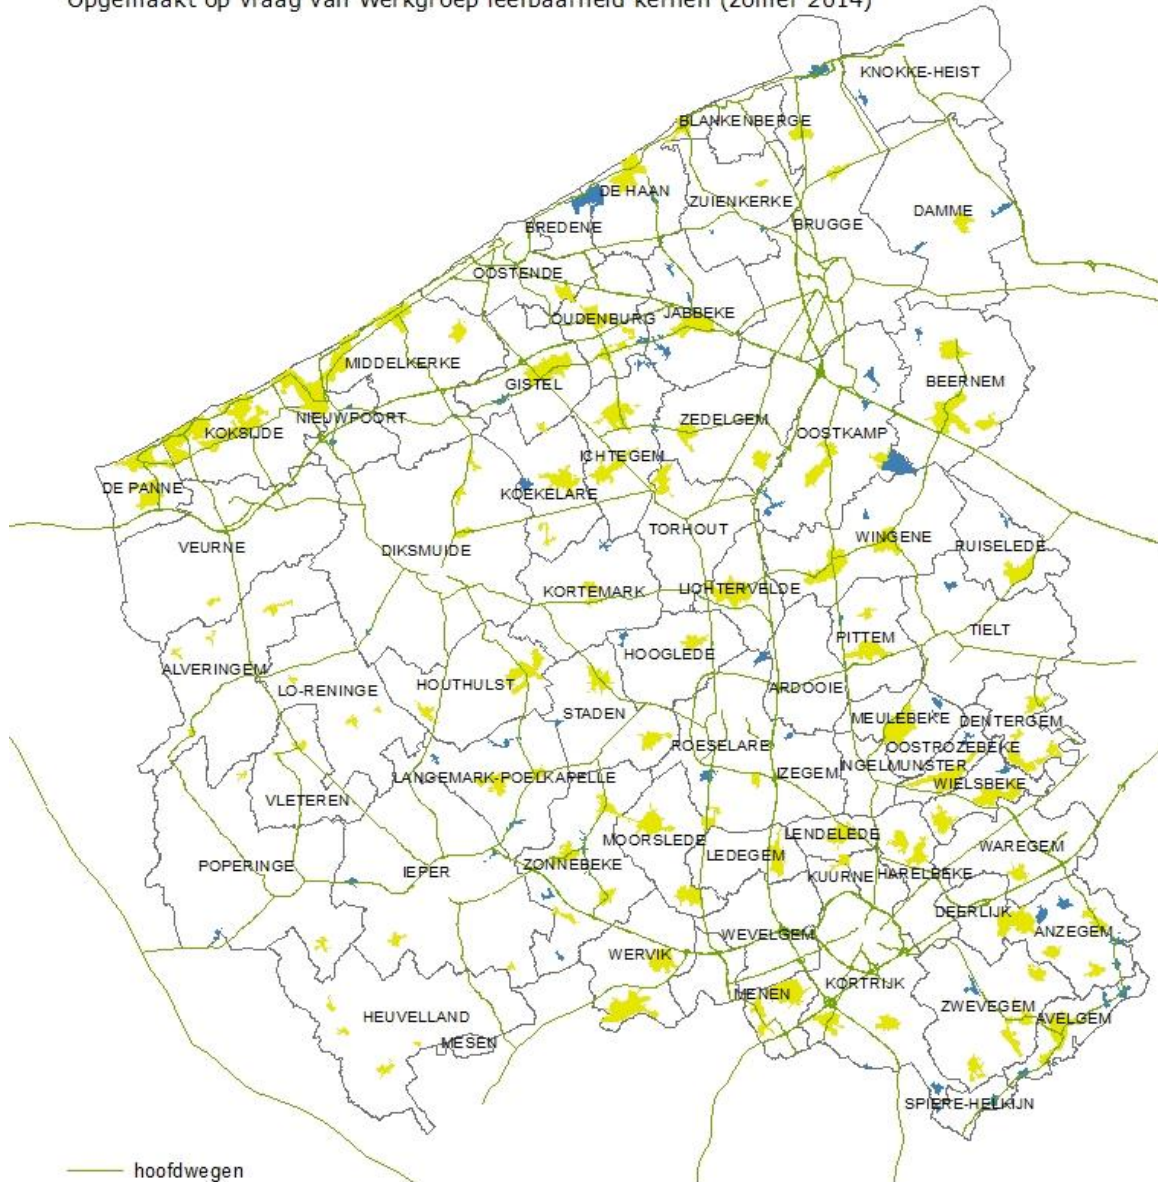 Opgemaakt op vraag van Werkgroep leefbaarheid kernen (zomer 2014)
KNOKKE-HEIST
BLANKENBERGE
DE HAAN
ZUIENKERKE
DAMME
BRUGGE
BREDENE
OOSTENDE
OUDENBURG
JABBEKE
MIDDELKERKE
GISTEL
BEERNEM
NIEUWPOORT
ZEDELGEM
KOKSIJDE
OOSTKAMP
ICHTEGEM
DE PANNE
KOEKELARE
TORHOUT
WINGENE
RUISELEDE
VEURNE
DIKSMUIDE
KORTEMARK
LICHTERVELDE
TIELT
PITTEM
HOOGLEDE
ALVERINGEM
LO-RENINGE
HOUTHULST
ARDOOIE
STADEN
MEULEBEKE
DENTERGEM
ROESELARE
OOSTROZEBEKE
INGELMUNSTER
LANGEMARK-POELKAPELLE
IZEGEM
WIELSBEKE
VLETEREN
LENDELEDE
MOORSLEDE
WAREGEM
LEDEGEM
POPERINGE
IEPER
ZONNEBEKE
KUURNE
HARELBEKE
DEERLIJK
ANZEGEM
WEVELGEM
WERVIK
KORTRIJK
MENEN
ZWEVEGEM
HEUVELLAND
AVELGEM
MESEN
SPIERE-HELKIJN
hoofdwegen